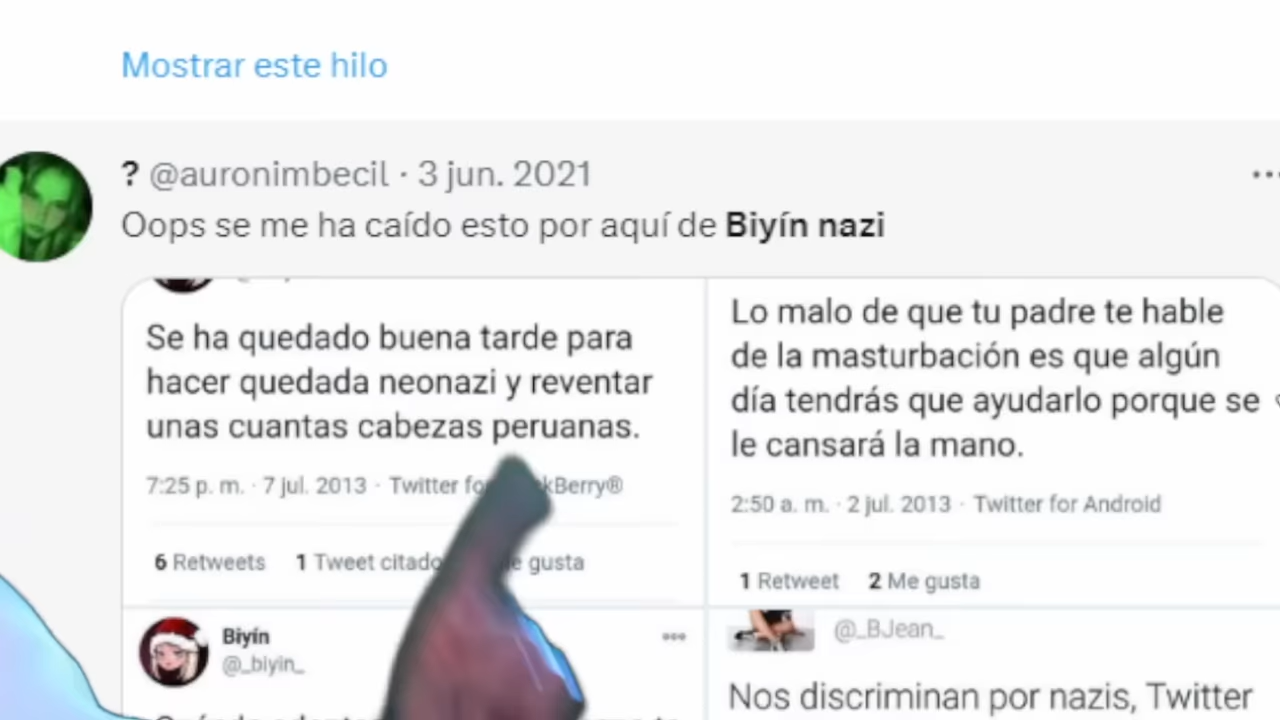 Mostrar este hilo
? @auronimbecil · 3 jun. 2021
Oops se me ha caído esto por aquí de Biyín nazi
Se ha quedado buena tarde para
hacer quedada neonazi y reventar
unas cuantas cabezas peruanas.
7:25 p. m. · 7 jul. 2013 · Twitter
6 Retweets 1 Tweet gusta
Lo malo de que tu padre te hable
de la masturbación es que algún
día tendrás que ayudarlo porque se
le cansará la mano.
2:50 a. m. · 2 jul. 2013 · Twitter for Android
1 Retweet 2 Me gusta
Biyín
@_biyin_
@_BJean_
Nos discriminan por nazis, Twitter